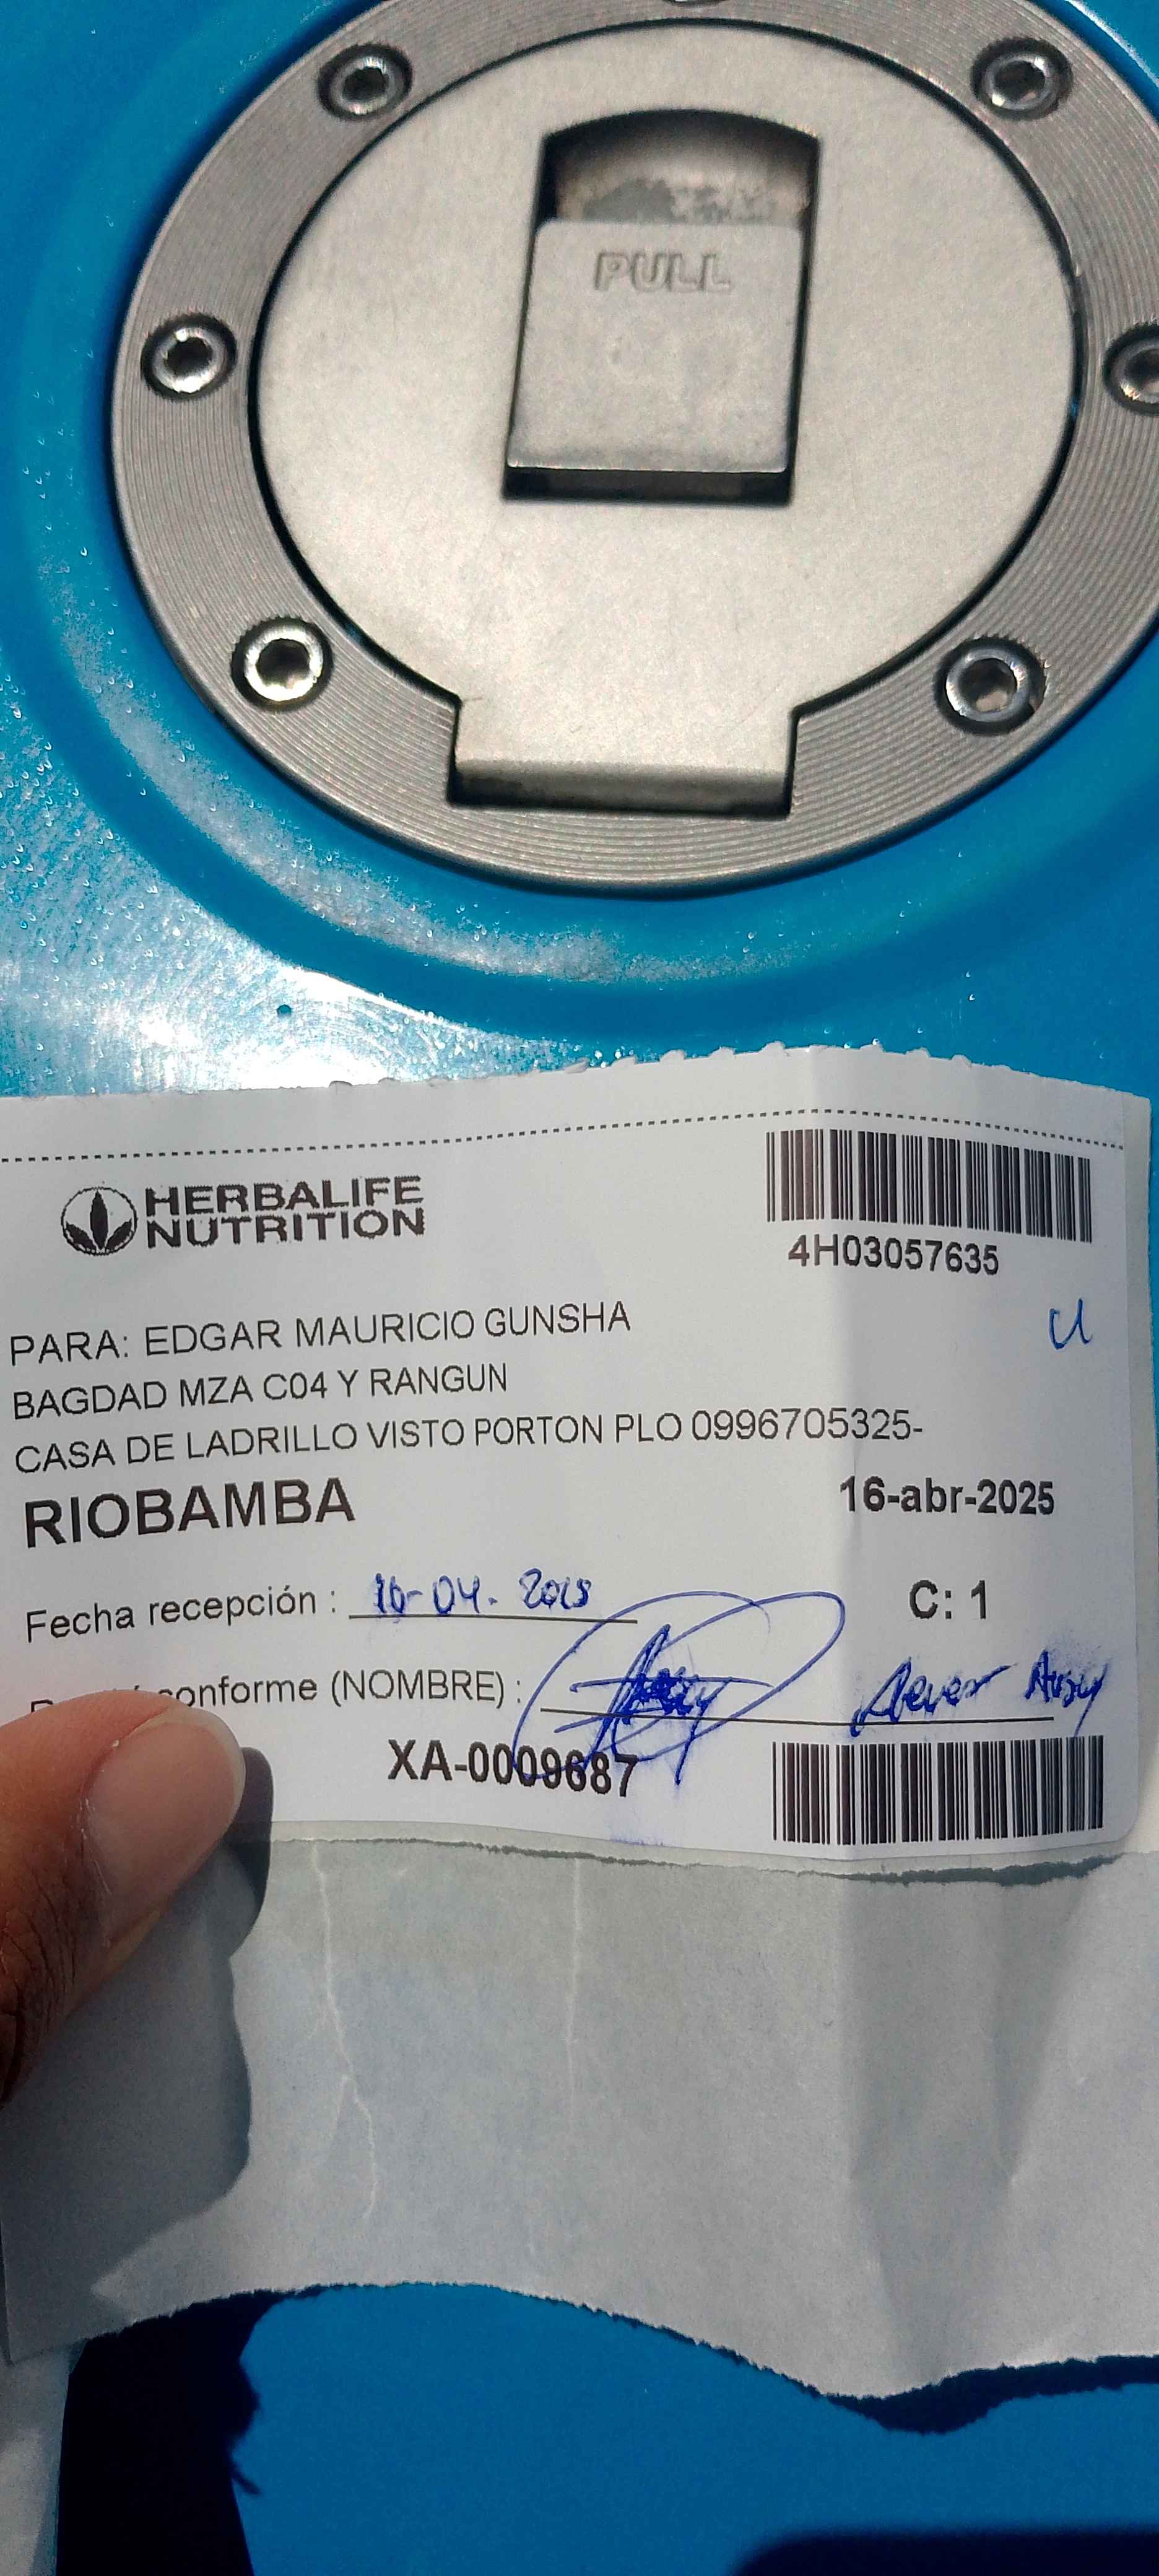 PULL
HERBALIFE
NUTRITION
4H03057635
PARA: EDGAR MAURICIO GUNSHA
BAGDAD MZA C04 Y RANGUN
CASA DE LADRILLO VISTO PORTON PLO 0996705325-
RIOBAMBA
16-abr-2025
Fecha recepción : 16-04-2025
C: 1
conforme (NOMBRE) :
XA-0009687